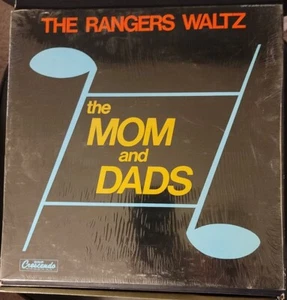 THE RANGERS WALTZ
the
MOM
and
DADS
Crescendo